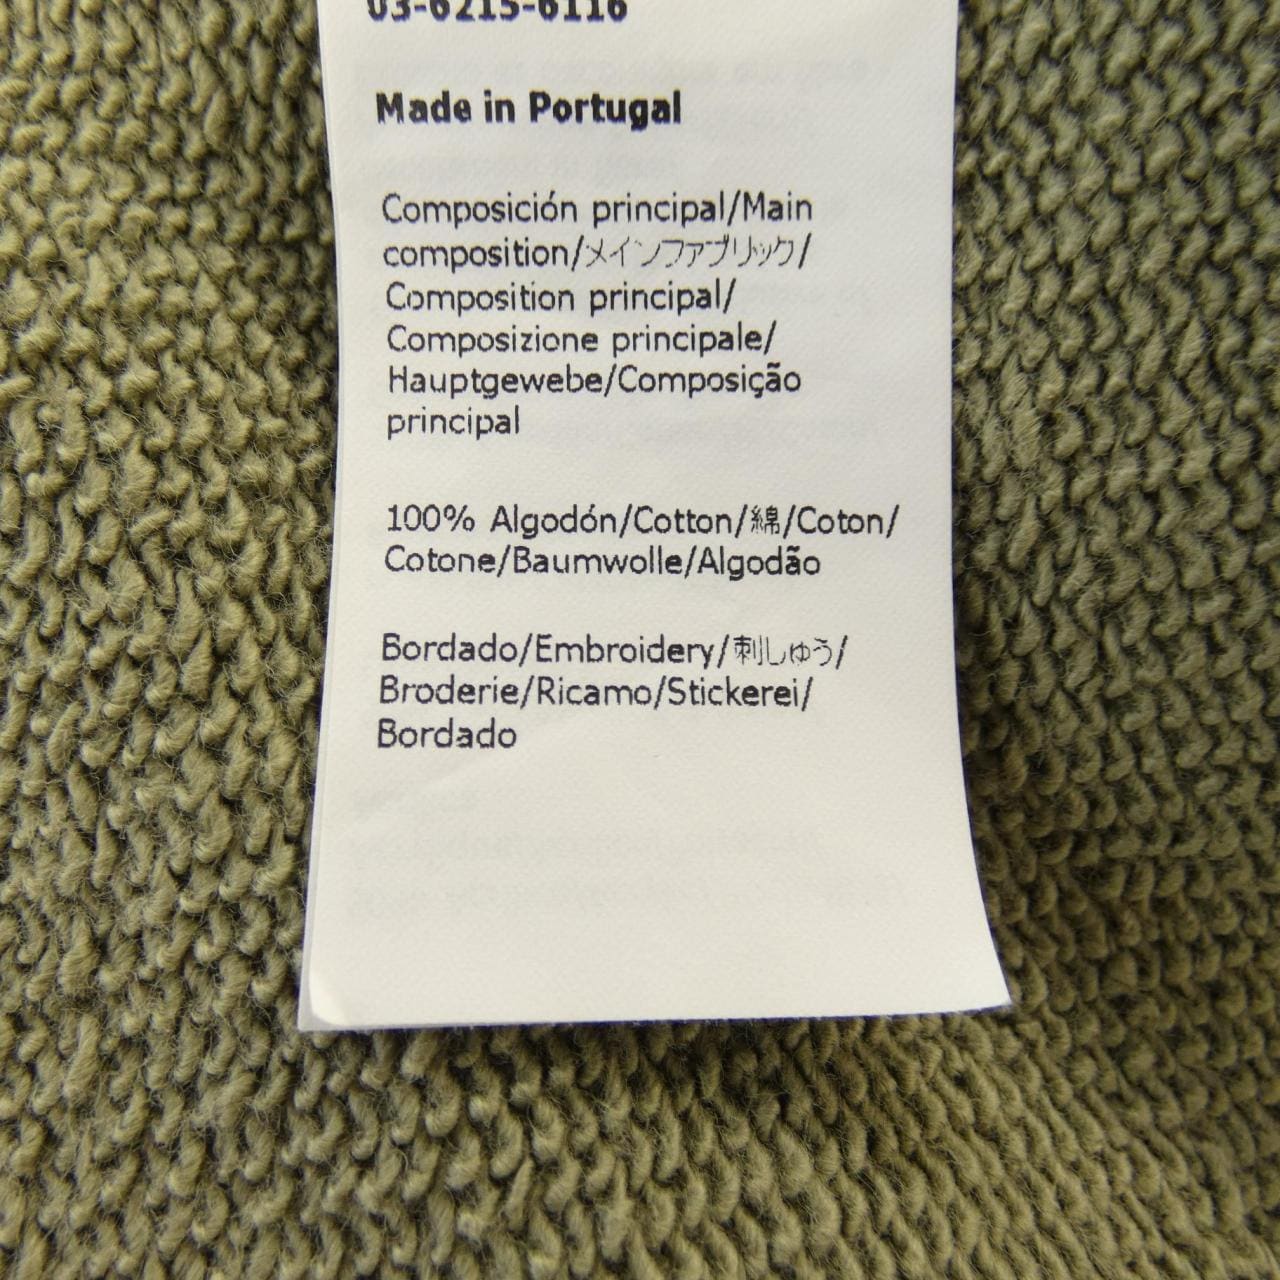 03-6215-6116
Made in Portugal
Composición principal/Main
composition/メインファブリック/
Composition principal/
Composizione principale/
Hauptgewebe/Composição
principal
100% Algodón/Cotton/綿/Coton/
Cotone/Baumwolle/Algodão
Bordado/Embroidery/刺しゅう/
Broderie/Ricamo/Stickerei/
Bordado